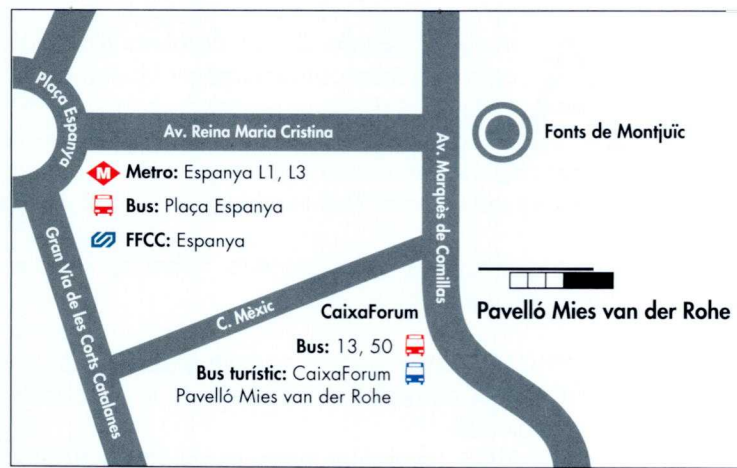 Plaça Espanya
Av. Reina Maria Cristina
Fonts de Montjuïc
M Metro: Espanya L1, L3
Bus: Plaça Espanya
FFCC: Espanya
Av. Marquès de Comillas
Gran Via de les Corts Catalanes
C. Mèxic
CaixaForum
Bus: 13, 50
Bus turístic: CaixaForum
Pavelló Mies van der Rohe
Pavelló Mies van der Rohe